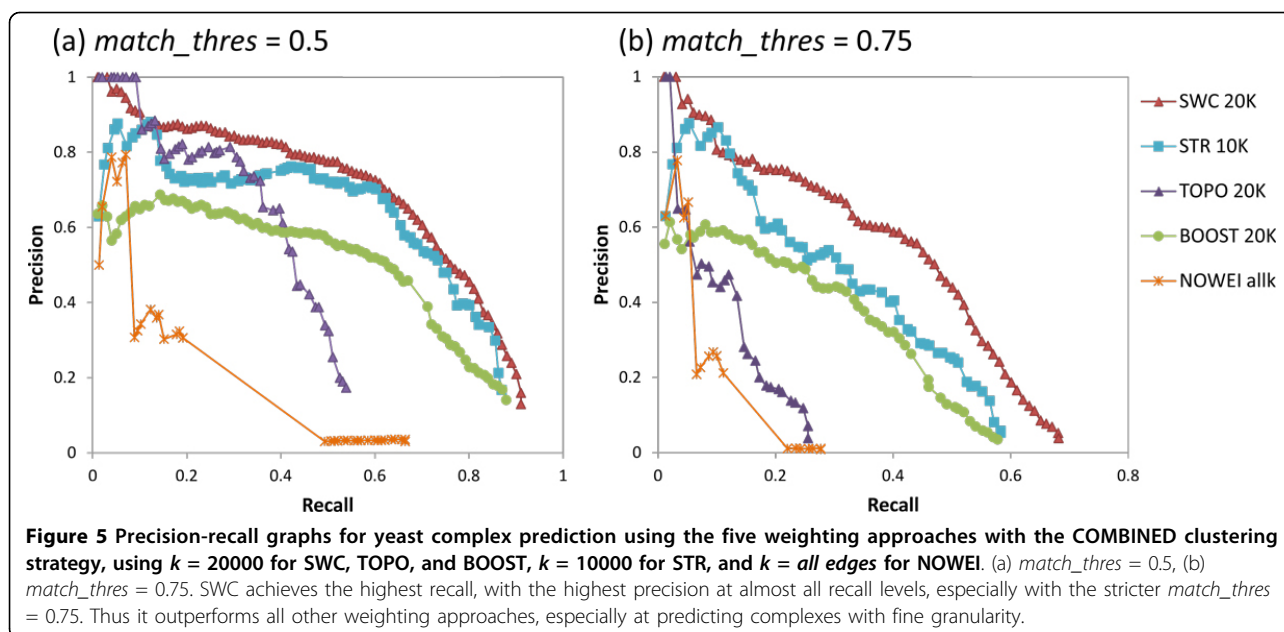 (a) match_thres = 0.5
(b) match_thres = 0.75
1
0.8
0.6
0.4
0.2
0
Precision
0
0.2
0.4
0.6
0.8
1
Recall
1
0.8
0.6
0.4
0.2
0
Precision
0
0.2
0.4
0.6
0.8
Recall
SWC 20K
STR 10K
TOPO 20K
BOOST 20K
NOWEI allk
Figure 5 Precision-recall graphs for yeast complex prediction using the five weighting approaches with the COMBINED clustering
strategy, using k = 20000 for SWC, TOPO, and BOOST, k = 10000 for STR, and k = all edges for NOWEI. (a) match_thres = 0.5, (b)
match_thres = 0.75. SWC achieves the highest recall, with the highest precision at almost all recall levels, especially with the stricter match_thres
= 0.75. Thus it outperforms all other weighting approaches, especially at predicting complexes with fine granularity.